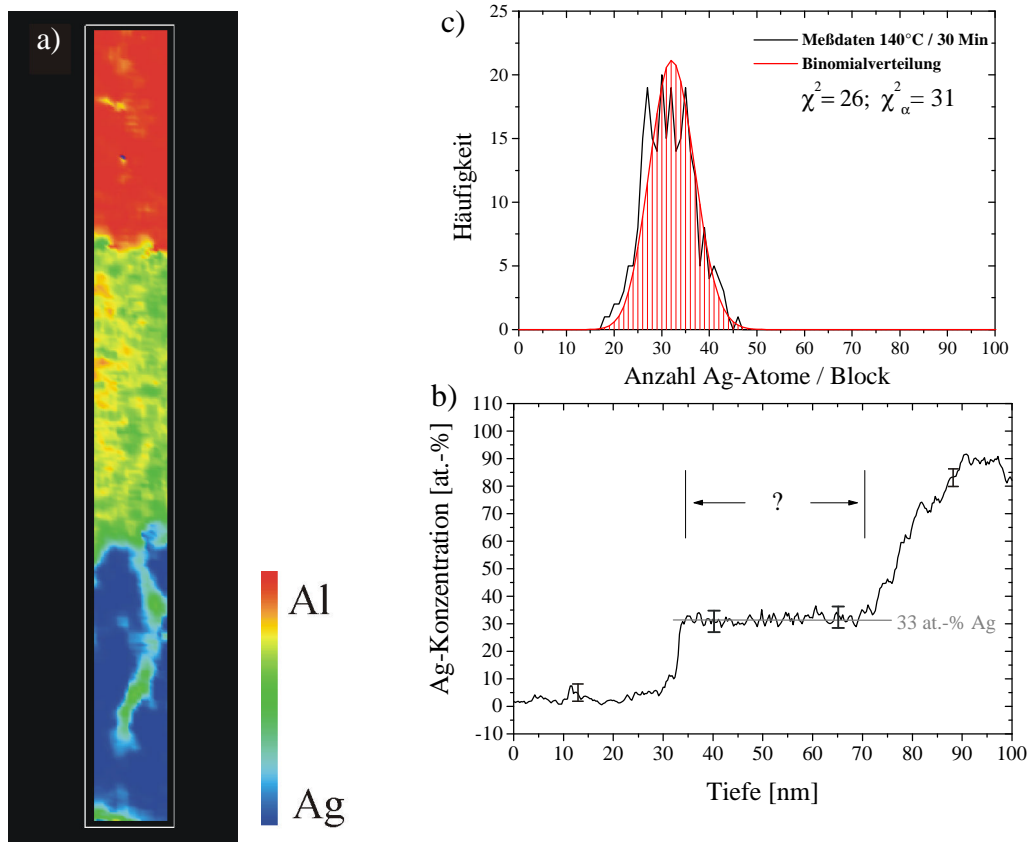 a)
Al
Ag
c)
Meßdaten 140°C / 30 Min
Binomialverteilung
χ²= 26; χ²α= 31
Häufigkeit
25
20
15
10
5
0
0 10 20 30 40 50 60 70 80 90 100
Anzahl Ag-Atome / Block
b)
Ag-Konzentration [at.-%]
110
100
90
80
70
60
50
40
30
20
10
0
-10
?
33 at.-% Ag
0 10 20 30 40 50 60 70 80 90 100
Tiefe [nm]